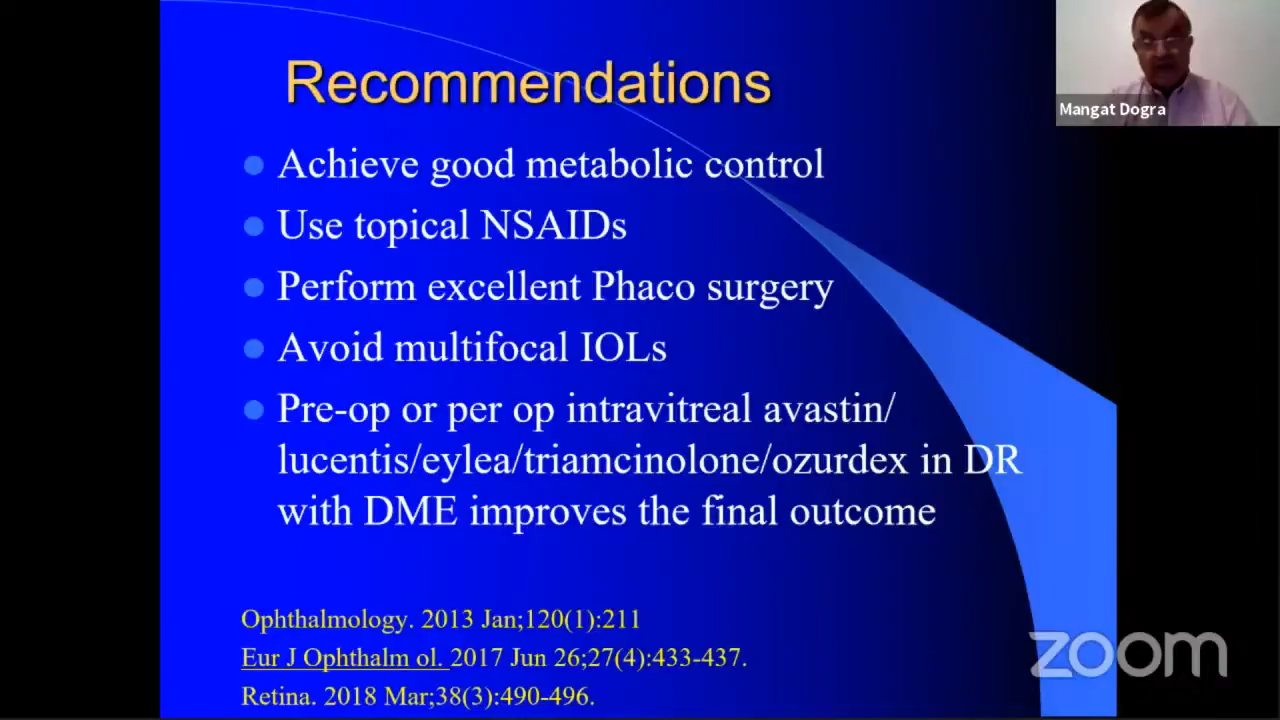 Recommendations
Mangat Dogra
Achieve good metabolic control
Use topical NSAIDs
Perform excellent Phaco surgery
Avoid multifocal IOLs
Pre-op or per op intravitreal avastin/
lucentis/eylea/triamcinolone/ozurdex in DR
with DME improves the final outcome
Ophthalmology. 2013 Jan;120(1):211
Eur J Ophthalm ol. 2017 Jun 26;27(4):433-437.
Retina. 2018 Mar;38(3):490-496.
zoom